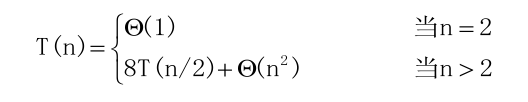 T(n)= Θ(1) 当n=2
8T(n/2)+Θ(n²) 当n>2